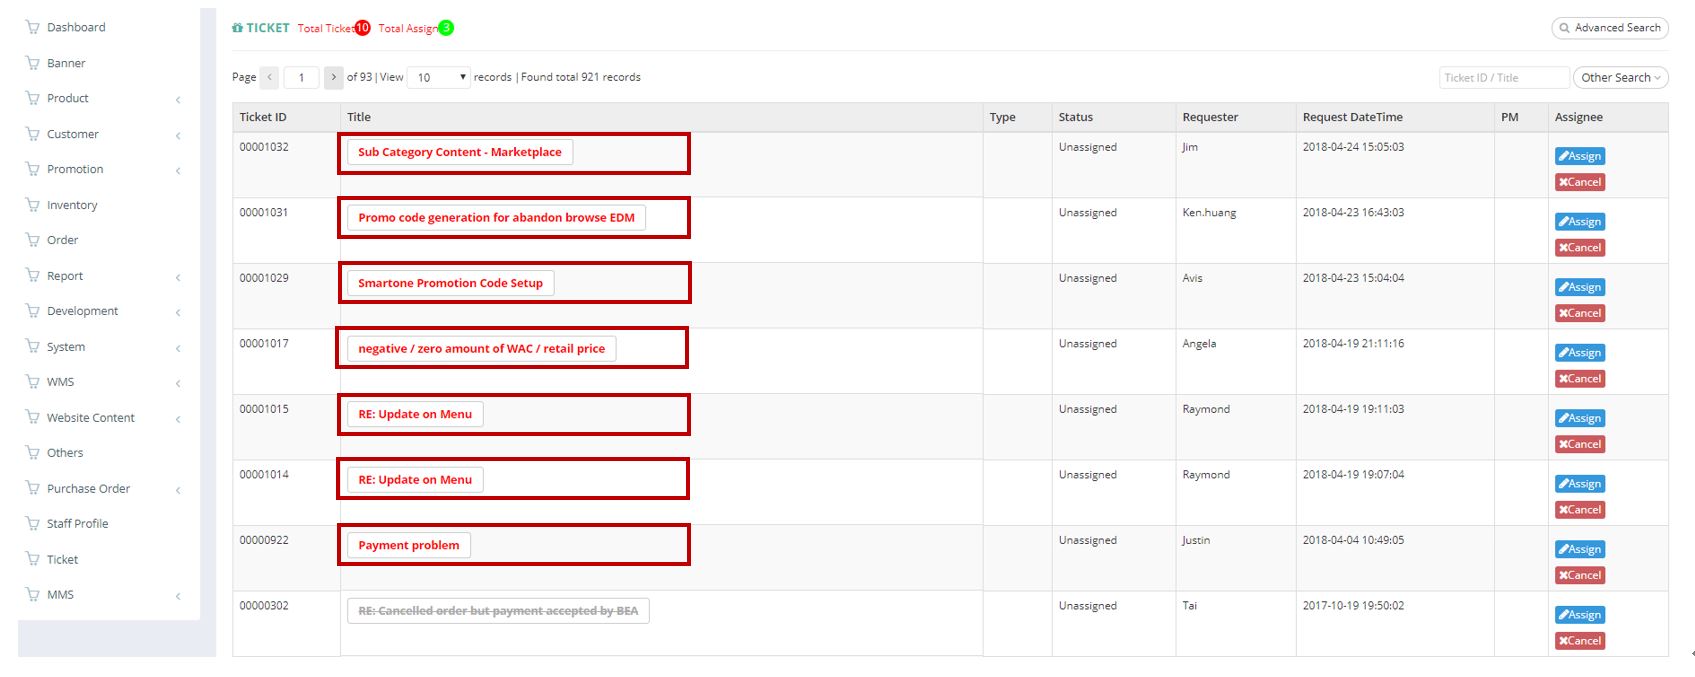 Dashboard
Banner
Product
Customer
Promotion
Inventory
Order
Report
Development
System
WMS
Website Content
Others
Purchase Order
Staff Profile
Ticket
MMS
TICKET Total Ticket 10 Total Assign 3
Advanced Search
Page < 1 > of 93 | View 10 records | Found total 921 records
Ticket ID / Title Other Search
Ticket ID Title Type Status Requester Request DateTime PM Assignee
00001032 Sub Category Content - Marketplace Unassigned Jim 2018-04-24 15:05:03 Assign
Cancel
00001031 Promo code generation for abandon browse EDM Unassigned Ken.huang 2018-04-23 16:43:03 Assign
Cancel
00001029 Smartone Promotion Code Setup Unassigned Avis 2018-04-23 15:04:04 Assign
Cancel
00001017 negative / zero amount of WAC / retail price Unassigned Angela 2018-04-19 21:11:16 Assign
Cancel
00001015 RE: Update on Menu Unassigned Raymond 2018-04-19 19:11:03 Assign
Cancel
00001014 RE: Update on Menu Unassigned Raymond 2018-04-19 19:07:04 Assign
Cancel
00000922 Payment problem Unassigned Justin 2018-04-04 10:49:05 Assign
Cancel
00000302 RE: Cancelled order but payment accepted by BEA Unassigned Tai 2017-10-19 19:50:02 Assign
Cancel